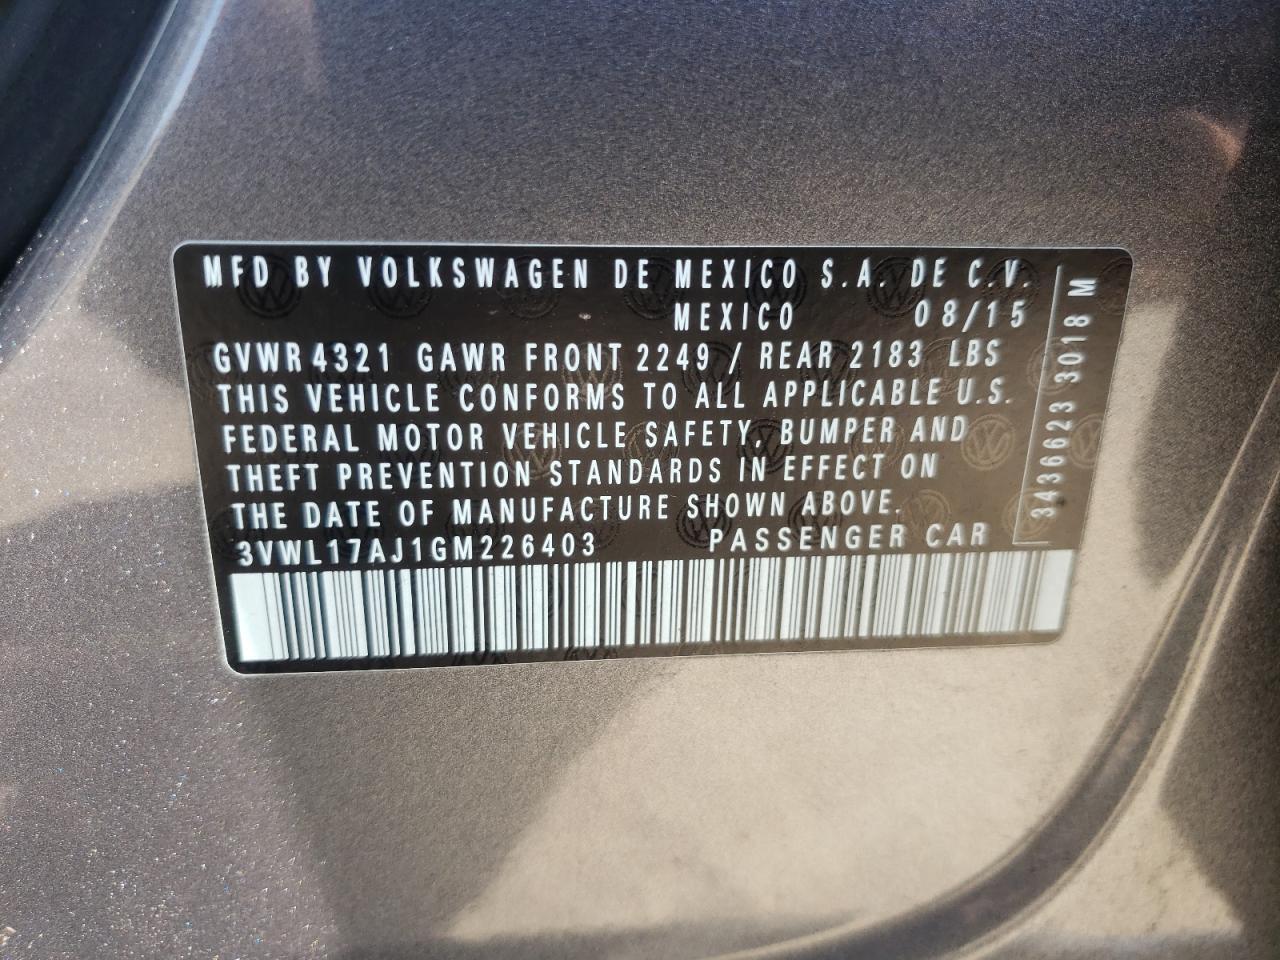 MFD BY VOLKSWAGEN DE MEXICO S.A. DE C.V.
MEXICO 08/15
GVWR 4321 GAWR FRONT 2249 / REAR 2183 LBS
THIS VEHICLE CONFORMS TO ALL APPLICABLE U.S.
FEDERAL MOTOR VEHICLE SAFETY, BUMPER AND
THEFT PREVENTION STANDARDS IN EFFECT ON
THE DATE OF MANUFACTURE SHOWN ABOVE.
3VWL17AJ1GM226403 PASSENGER CAR
3436623 3018 M